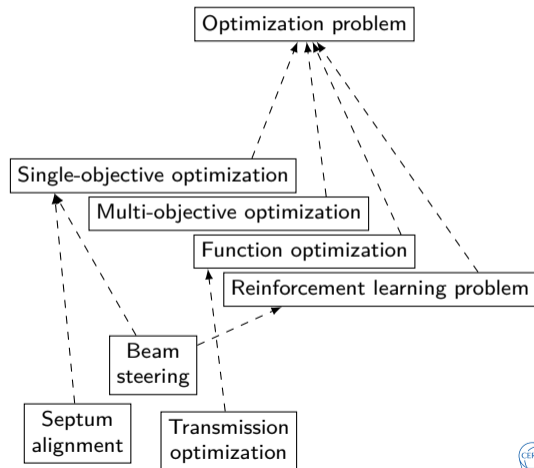 Optimization problem
Single-objective optimization
Multi-objective optimization
Function optimization
Reinforcement learning problem
Beam
steering
Septum
alignment
Transmission
optimization
CER